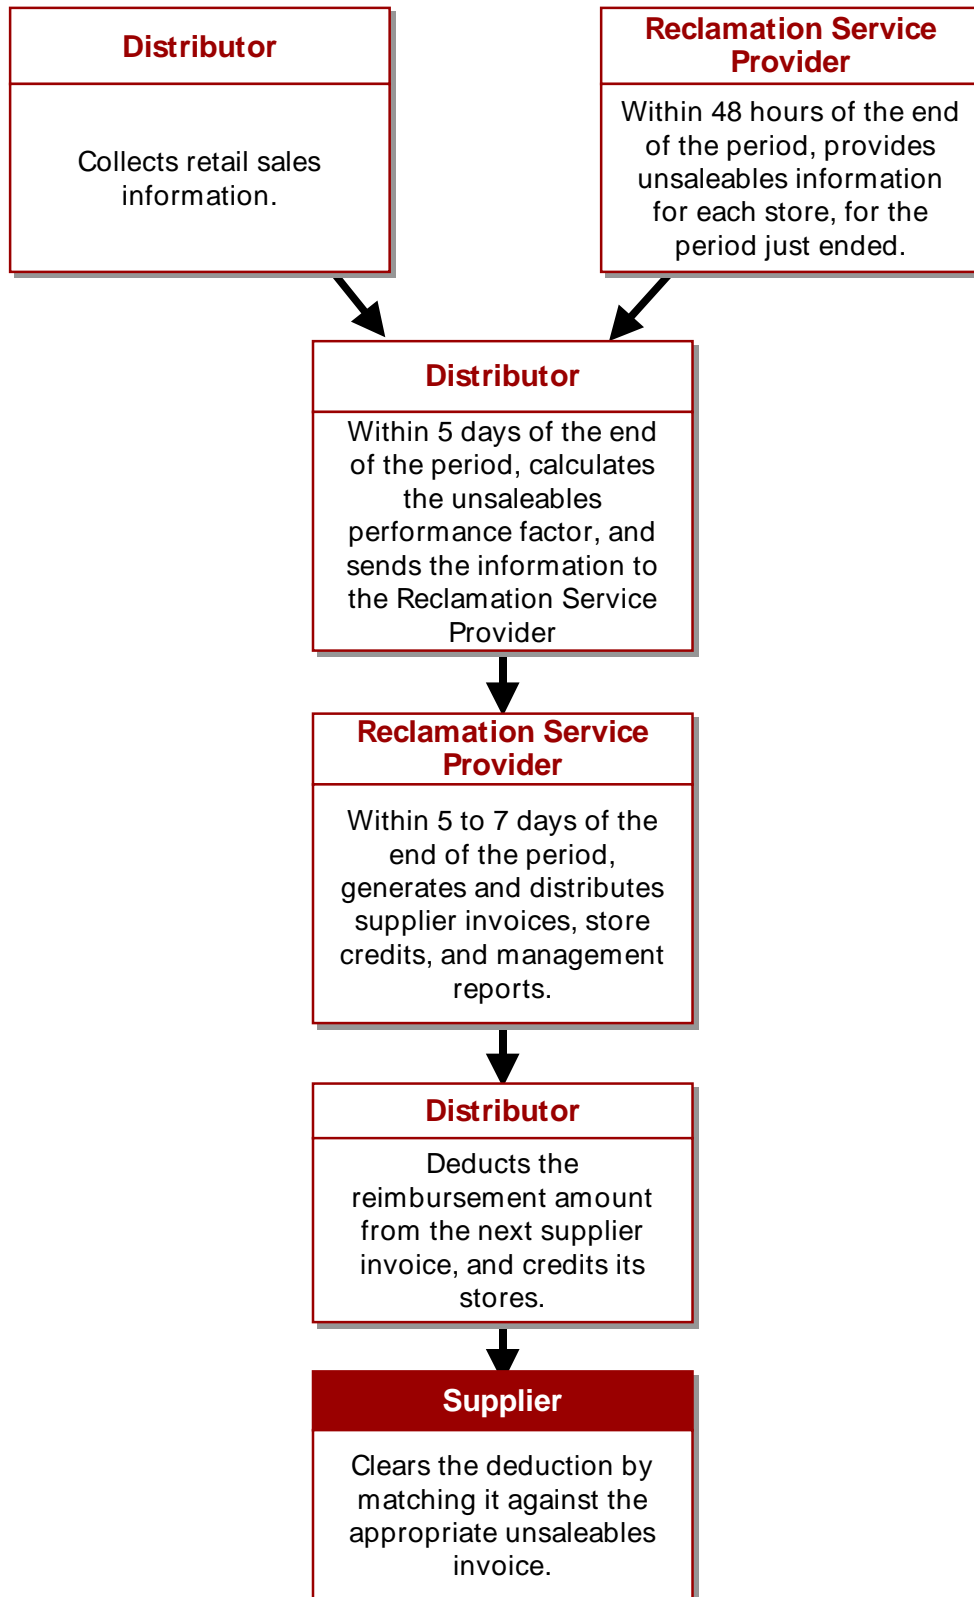 Distributor
Collects retail sales
information.
Reclamation Service
Provider
Within 48 hours of the end
of the period, provides
unsaleables information
for each store, for the
period just ended.
Distributor
Within 5 days of the end
of the period, calculates
the unsaleables
performance factor, and
sends the information to
the Reclamation Service
Provider
Reclamation Service
Provider
Within 5 to 7 days of the
end of the period,
generates and distributes
supplier invoices, store
credits, and management
reports.
Distributor
Deducts the
reimbursement amount
from the next supplier
invoice, and credits its
stores.
Supplier
Clears the deduction by
matching it against the
appropriate unsaleables
invoice.